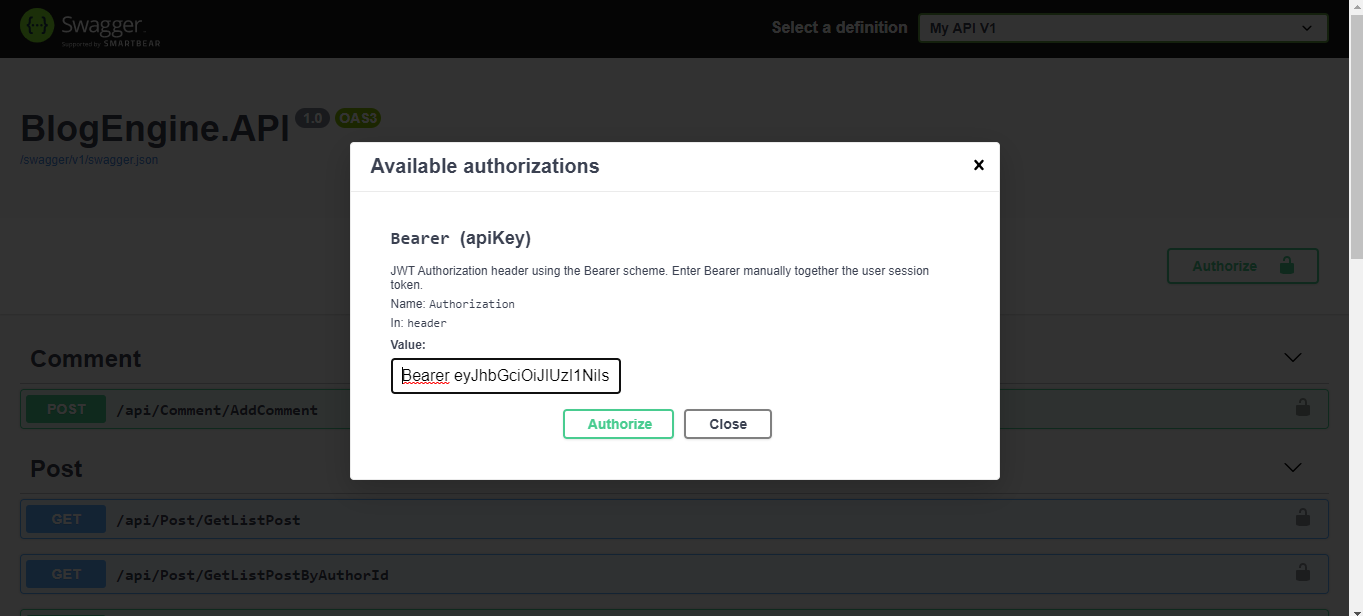 Swagger.
Supported by SMARTBEAR
Select a definition
My API V1
BlogEngine.API 1.0 OAS3
/swagger/v1/swagger.json
Available authorizations
Bearer (apiKey)
JWT Authorization header using the Bearer scheme. Enter Bearer manually together the user session
token.
Name: Authorization
In: header
Value:
Bearer eyJhbGciOiJIUzI1NiIs
Authorize
Close
Authorize
Comment
POST /api/Comment/AddComment
Post
GET /api/Post/GetListPost
GET /api/Post/GetListPostByAuthorId